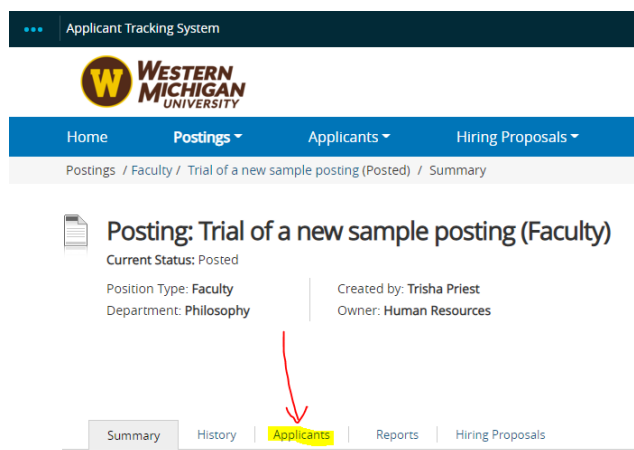 Applicant Tracking System
W WESTERN
MICHIGAN
UNIVERSITY
Home Postings Applicants Hiring Proposals
Postings / Faculty / Trial of a new sample posting (Posted) / Summary
Posting: Trial of a new sample posting (Faculty)
Current Status: Posted
Position Type: Faculty Created by: Trisha Priest
Department: Philosophy Owner: Human Resources
Summary History Applicants Reports Hiring Proposals